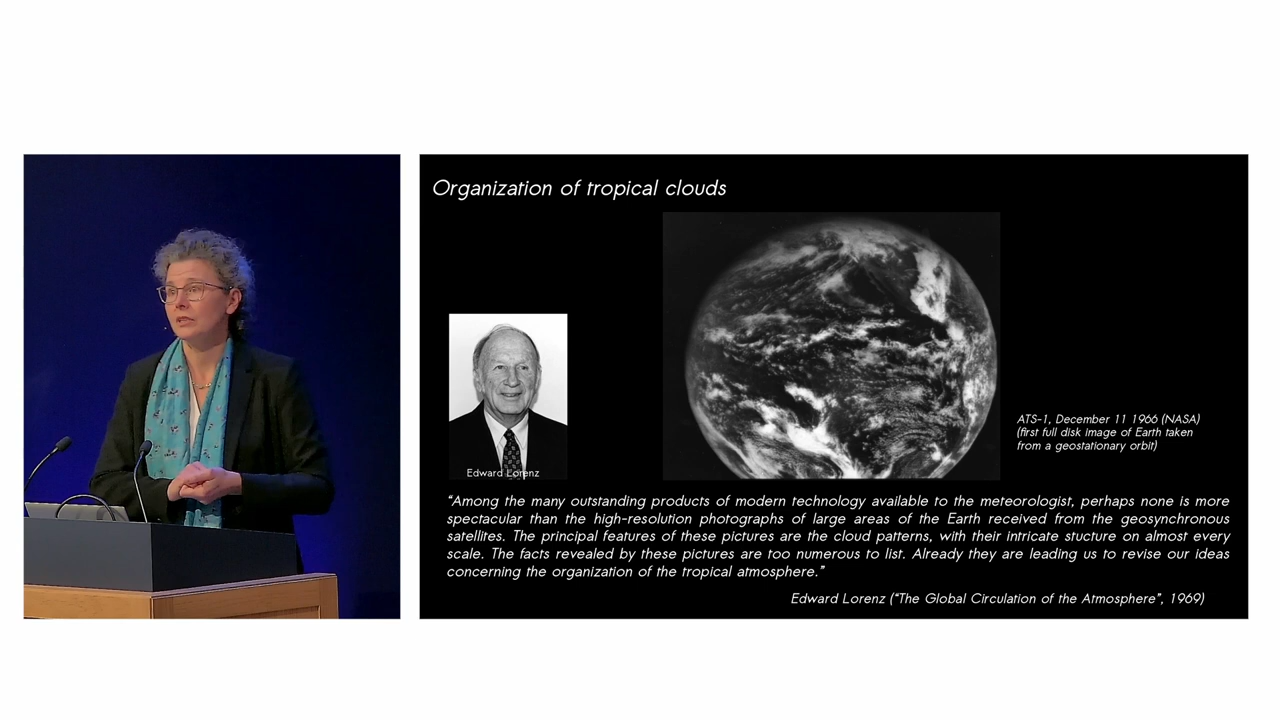 Organization of tropical clouds
Edward Lorenz
ATS-1, December 11 1966 (NASA)
(first full disk image of Earth taken
from a geostationary orbit)
“Among the many outstanding products of modern technology available to the meteorologist, perhaps none is more
spectacular than the high-resolution photographs of large areas of the Earth received from the geosynchronous
satellites. The principal features of these pictures are the cloud patterns, with their intricate stucture on almost every
scale. The facts revealed by these pictures are too numerous to list. Already they are leading us to revise our ideas
concerning the organization of the tropical atmosphere.”
Edward Lorenz (“The Global Circulation of the Atmosphere”, 1969)